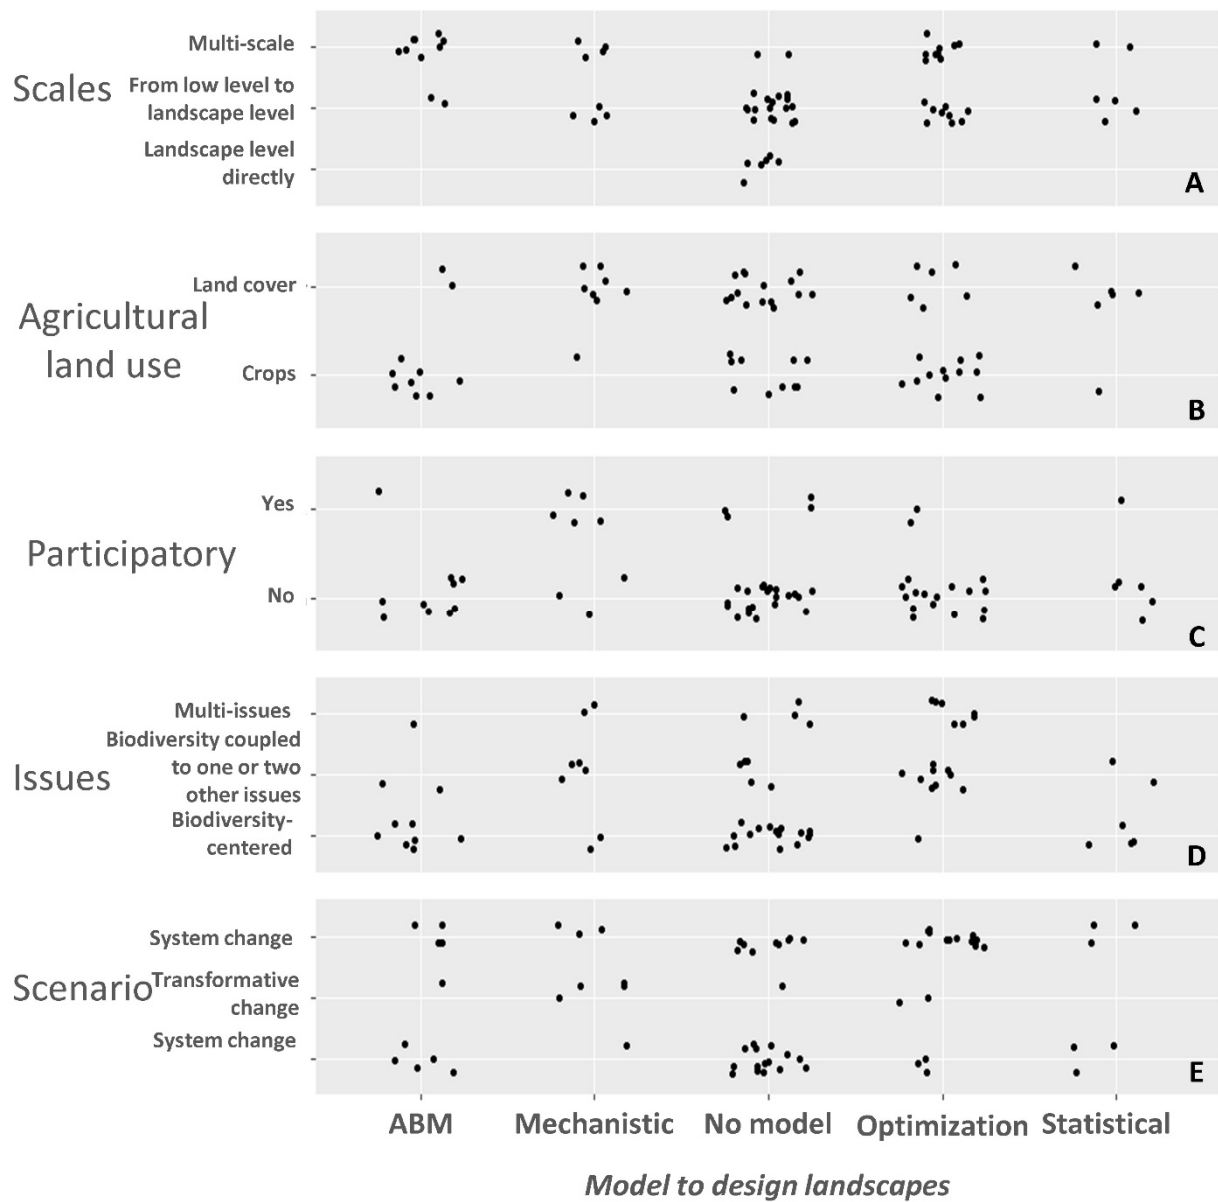 Scales
Multi-scale
From low level to
landscape level
Landscape level
directly
A
Agricultural
land use
Land cover
Crops
B
Participatory
Yes
No
C
Issues
Multi-issues
Biodiversity coupled
to one or two
other issues
Biodiversity-
centered
D
Scenario
System change
Transformative
change
System change
E
ABM Mechanistic No model Optimization Statistical
Model to design landscapes